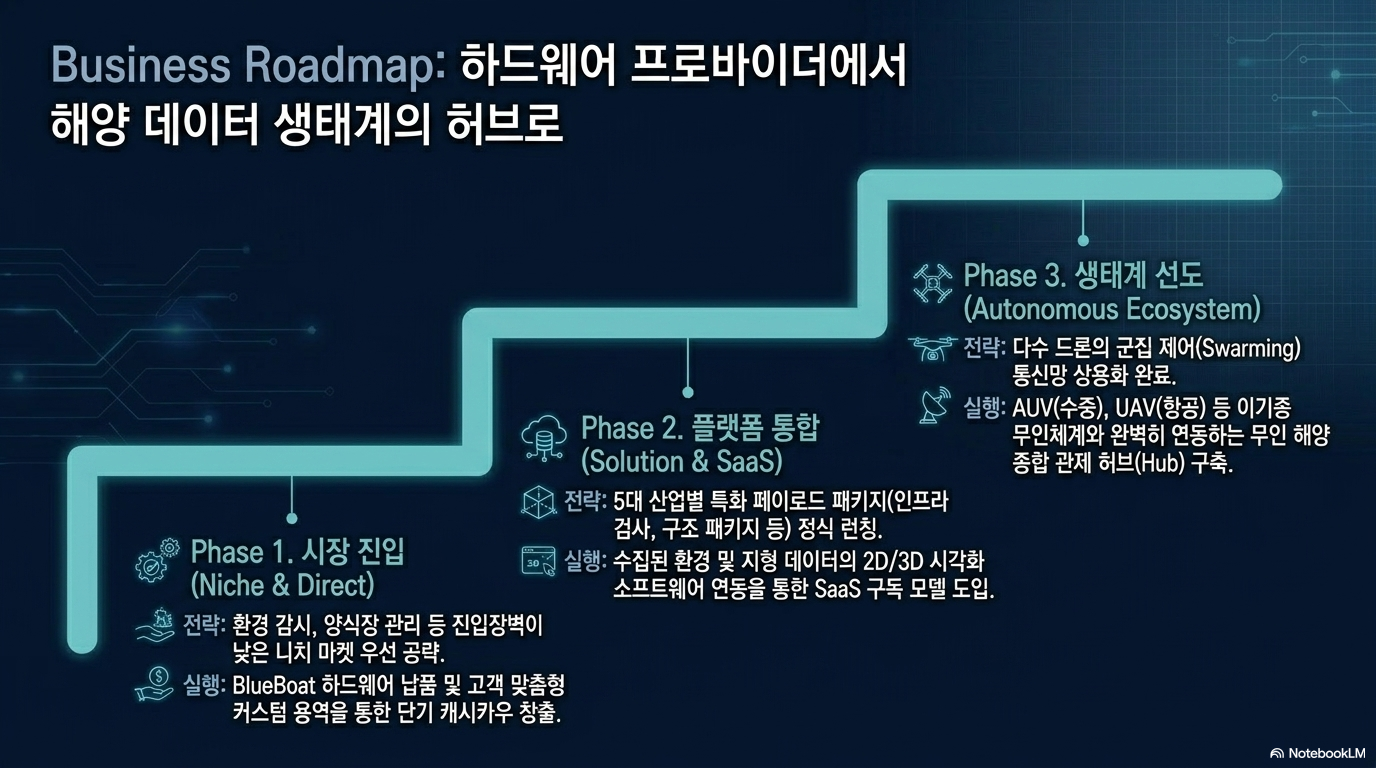 Business Roadmap: 하드웨어 프로바이더에서
해양 데이터 생태계의 허브로
Phase 1. 시장 진입
(Niche & Direct)
전략: 환경 감시, 양식장 관리 등 진입장벽이
낮은 니치 마켓 우선 공략.
실행: BlueBoat 하드웨어 납품 및 고객 맞춤형
커스텀 용역을 통한 단기 캐시카우 창출.
Phase 2. 플랫폼 통합
(Solution & SaaS)
전략: 5대 산업별 특화 페이로드 패키지(인프라
검사, 구조 패키지 등) 정식 런칭.
3D
실행: 수집된 환경 및 지형 데이터의 2D/3D 시각화
소프트웨어 연동을 통한 SaaS 구독 모델 도입.
Phase 3. 생태계 선도
(Autonomous Ecosystem)
전략: 다수 드론의 군집 제어(Swarming)
통신망 상용화 완료.
실행: AUV(수중), UAV(항공) 등 이기종
무인체계와 완벽히 연동하는 무인 해양
종합 관제 허브(Hub) 구축.
NotebookLM